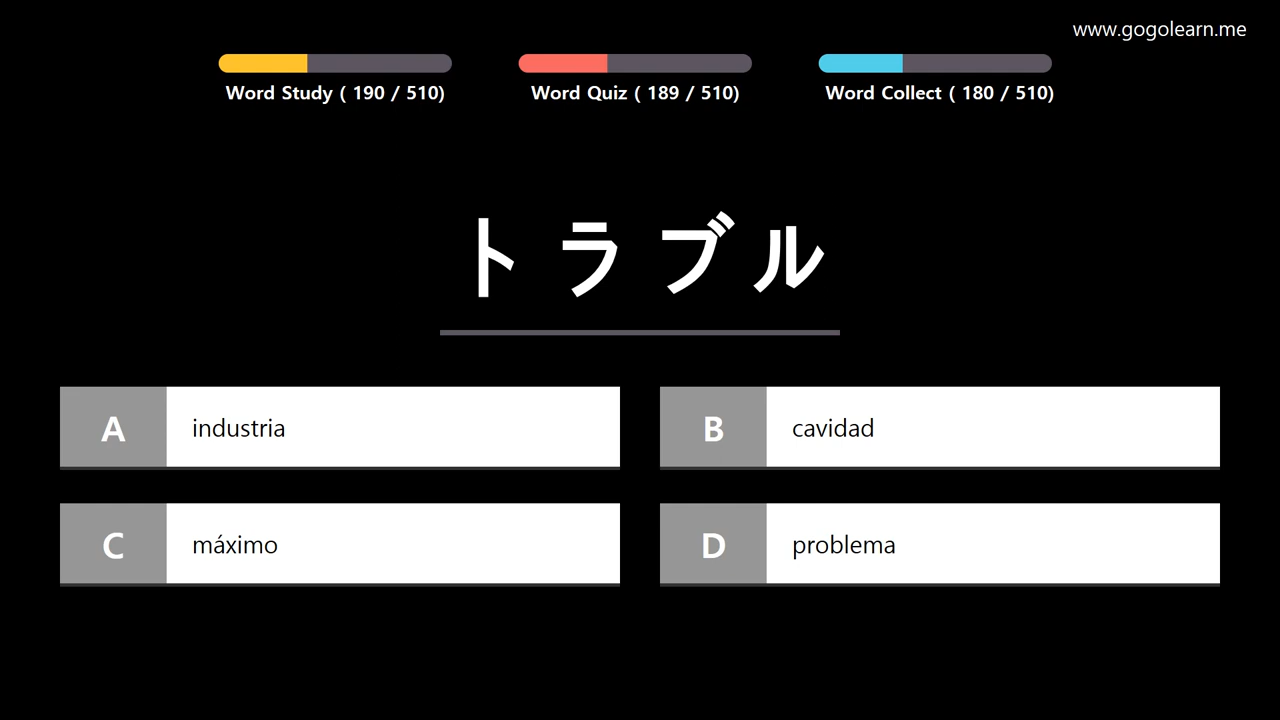 www.gogolearn.me
Word Study ( 190 / 510)
Word Quiz ( 189 / 510)
Word Collect ( 180 / 510)
トラブル
A industria
B cavidad
C máximo
D problema